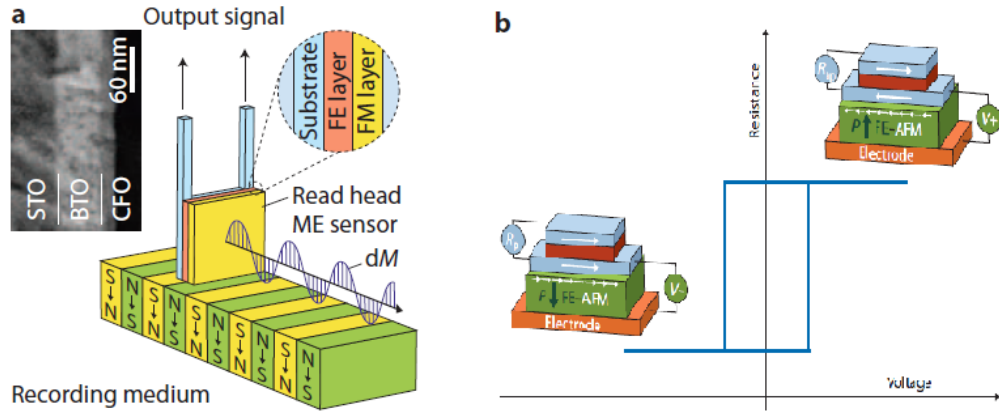 a
Output signal
60 nm
STO
BTO
CFO
Substrate
FE layer
FM layer
Read head
ME sensor
dM
S→N
N→S
S→N
N→S
S→N
N→S
S→N
N→S
S→N
N→S
Recording medium
b
Resistance
P FE–AFM
V+
Electrode
Rp
P FE–AFM
V–
Electrode
Voltage